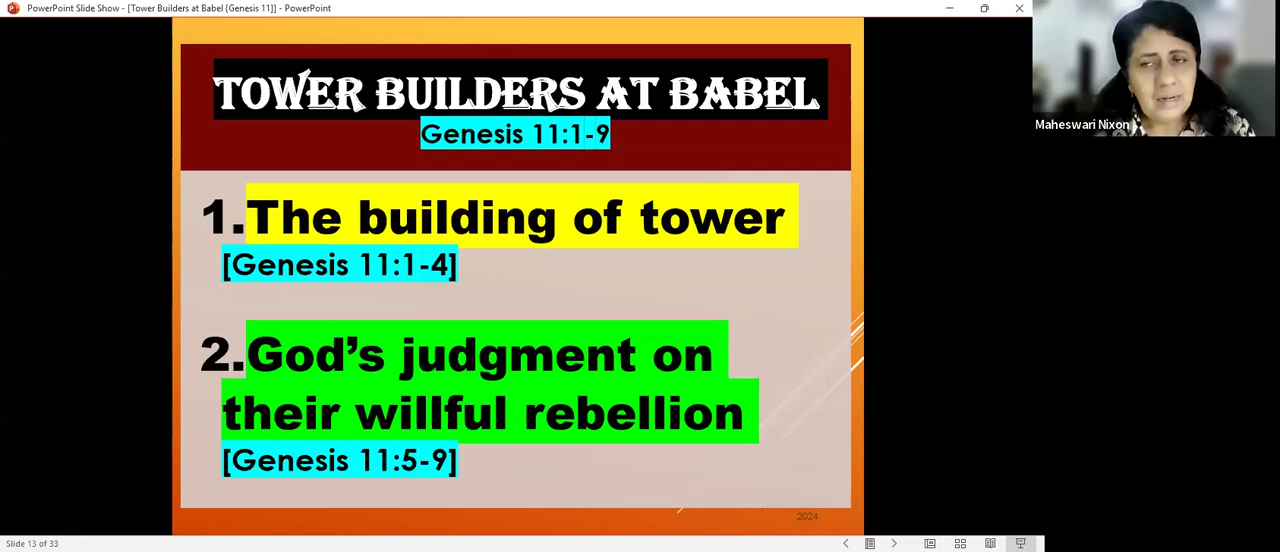 PowerPoint Slide Show - [Tower Builders at Babel {Genesis 11}] - PowerPoint
TOWER BUILDERS AT BABEL
Genesis 11:1-9
1.The building of tower
[Genesis 11:1-4]
2.God's judgment on
their willful rebellion
[Genesis 11:5-9]
2024
Slide 13 of 33
Maheswari Nixon